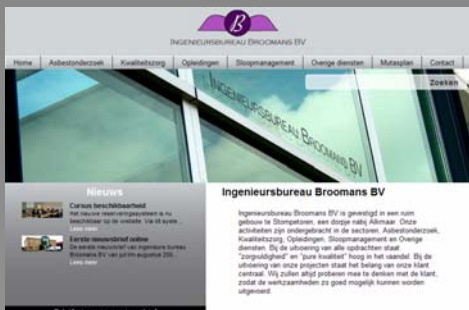 B
INGENIEURSBUREAU BROOMANS BV
Home Asbestonderzoek Kwaliteitszorg Opleidingen Sloopmanagement Overige diensten Mutasplan Contact
Zoeken
INGENIEURSBUREAU BROOMANS BV
Nieuws
Cursus beschikbaarheid
Het nieuwe reserveringssysteem is nu
beschikbaar op de website. Via dit syste...
Lees meer
Eerste nieuwsbrief online
De eerste nieuwsbrief van ingenieurs bureau
Broomans BV van juli/m augustus 200...
Lees meer
Ingenieursbureau Broomans BV
Ingenieursbureau Broomans BV is gevestigd in een ruim
gebouw te Stompetoren, een dorpje nabij Alkmaar. Onze
activiteiten zijn ondergebracht in de sectoren, Asbestonderzoek,
Kwaliteitszorg, Opleidingen, Sloopmanagement en Overige
diensten. Bij de uitvoering van alle opdrachten staat
"zorgvuldigheid" en "pure kwaliteit" hoog in het vaandel. Bij de
uitvoering van onze projecten staat het belang van onze klant
centraal. Wij zullen altijd proberen mee te denken met de klant,
zodat de werkzaamheden zo goed mogelijk kunnen worden
uitgevoerd.